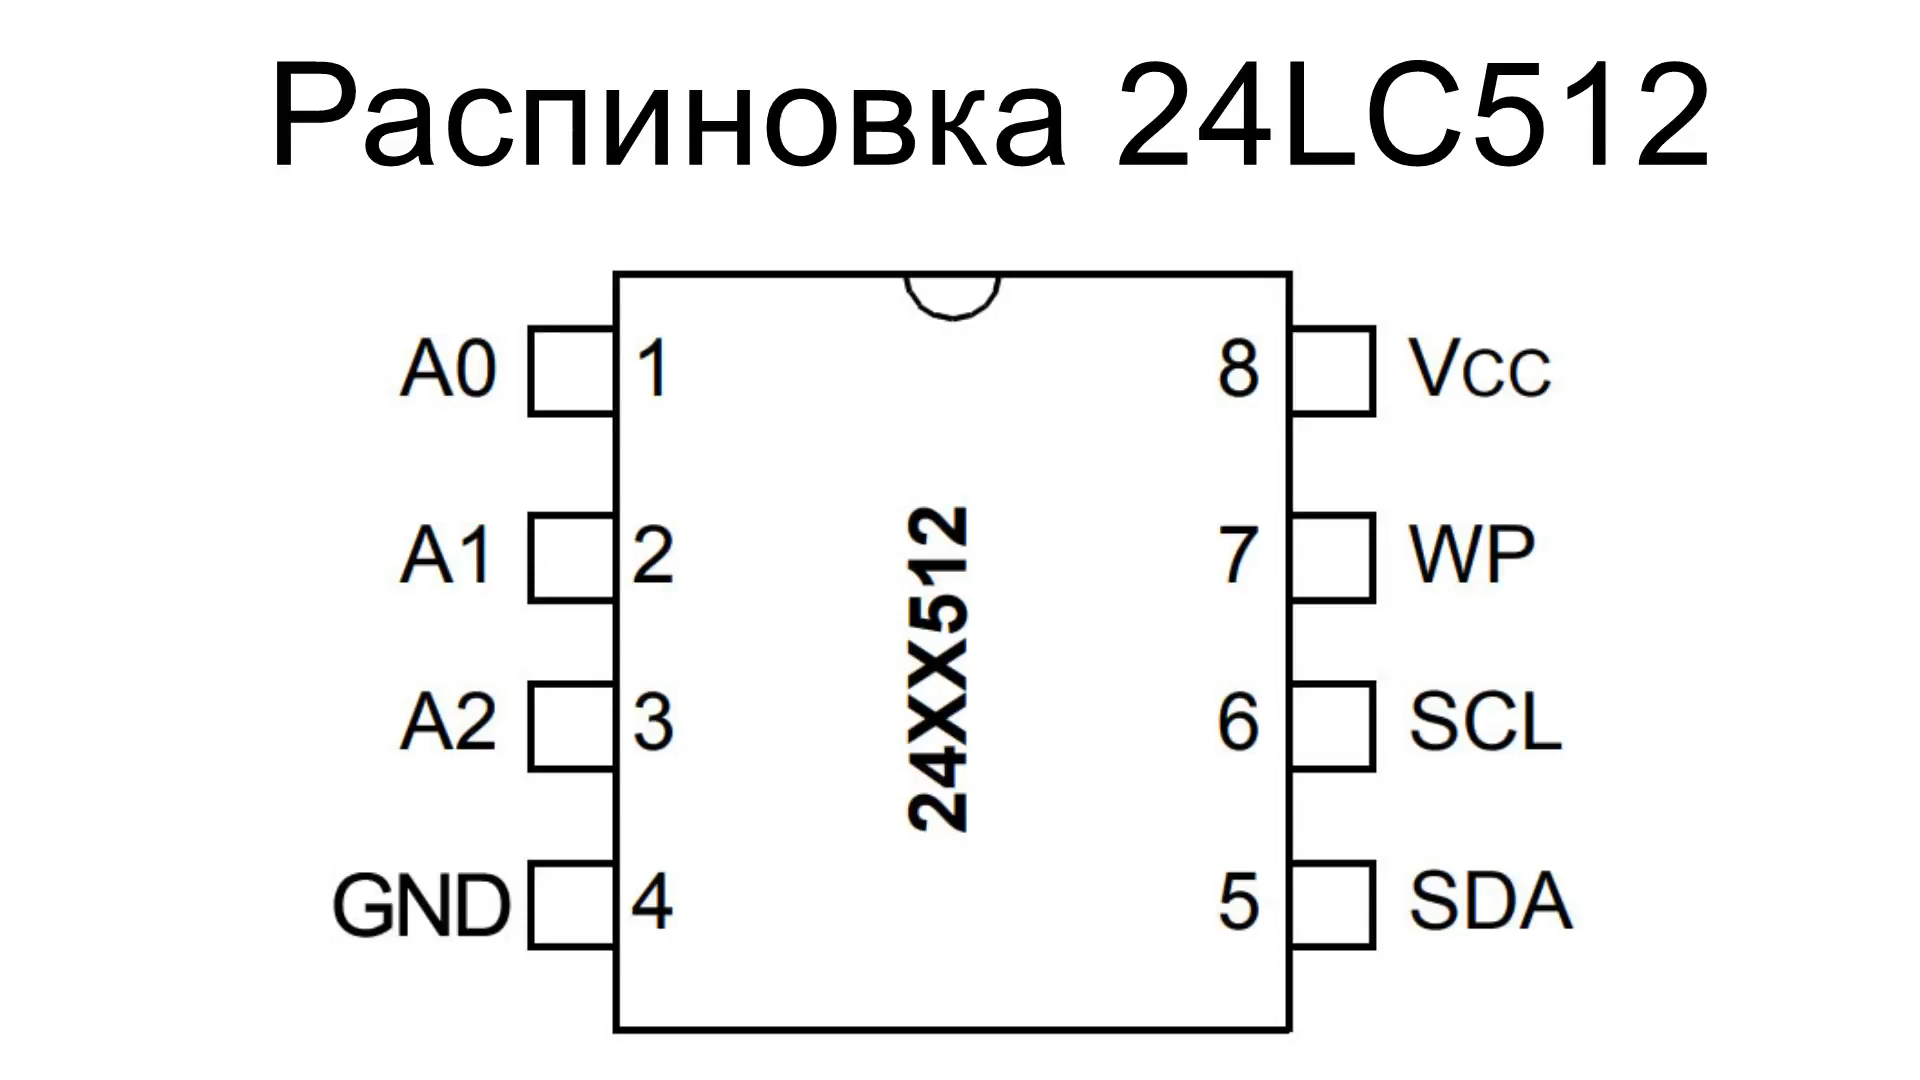 Распиновка 24LC512
A0 1 8 Vcc
A1 2 7 WP
A2 3 6 SCL
GND 4 5 SDA
24XX512